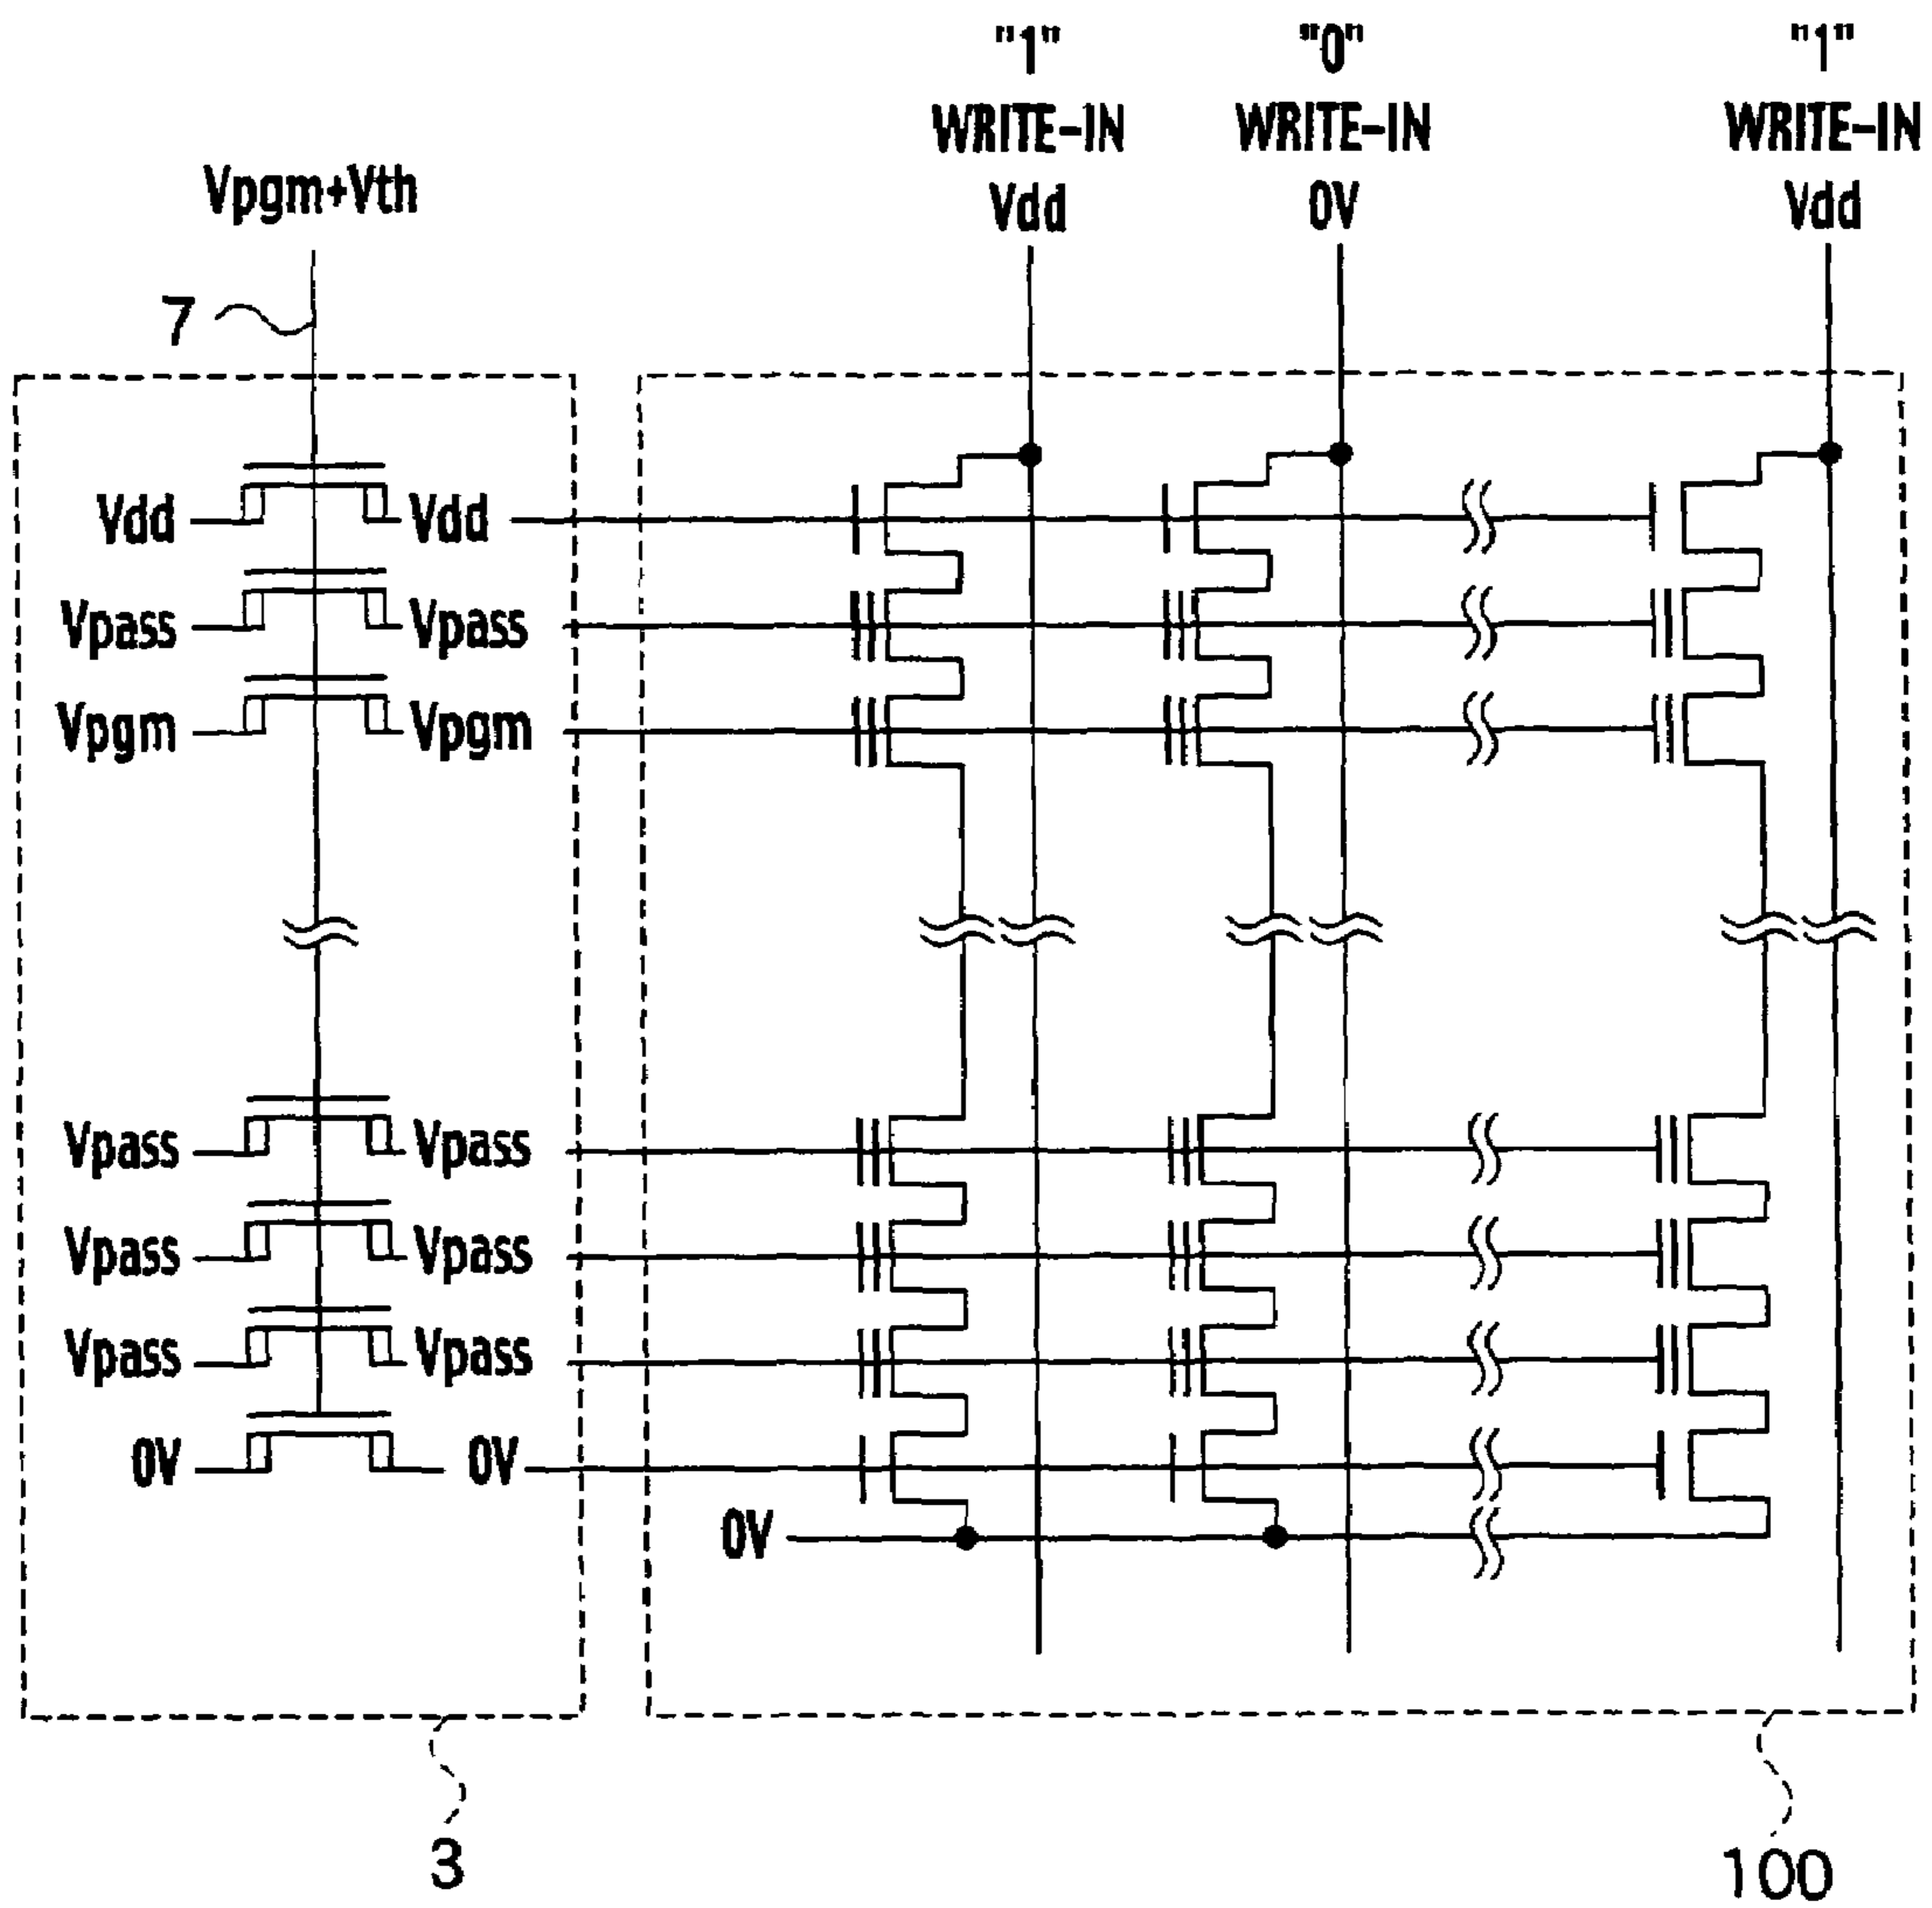 "1" "0" "1"
WRITE-IN WRITE-IN WRITE-IN
Vpgm+Vth Vdd 0V Vdd
7
Vdd Vdd
Vpass Vpass
Vpgm Vpgm
Vpass Vpass
Vpass Vpass
Vpass Vpass
0V 0V
0V
3
100